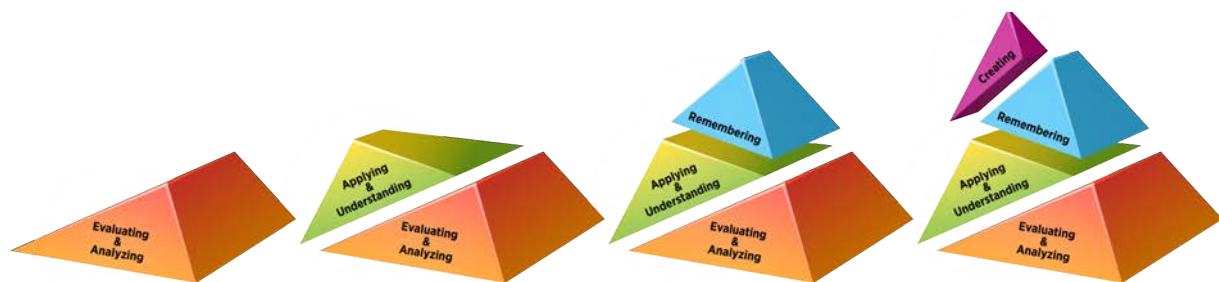 Evaluating
&
Analyzing
Applying
&
Understanding
Evaluating
&
Analyzing
Remembering
Applying
&
Understanding
Evaluating
&
Analyzing
Creating
Remembering
Applying
&
Understanding
Evaluating
&
Analyzing